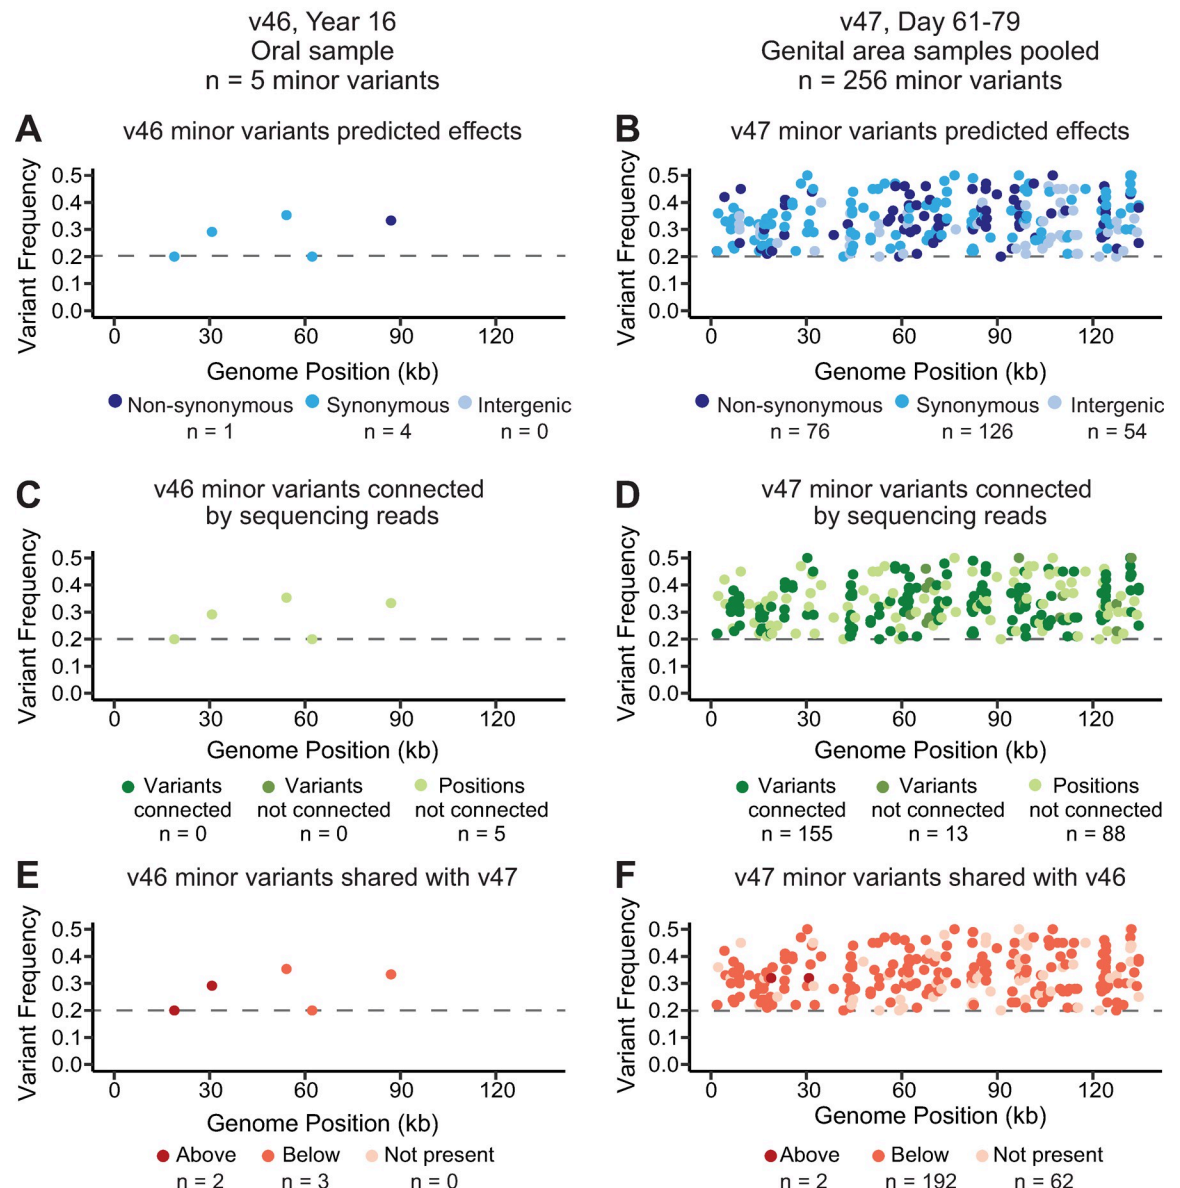 v46, Year 16
Oral sample
n = 5 minor variants
v47, Day 61-79
Genital area samples pooled
n = 256 minor variants
A
v46 minor variants predicted effects
Variant Frequency
0.5
0.4
0.3
0.2
0.1
0.0
0 30 60 90 120
Genome Position (kb)
Non-synonymous Synonymous Intergenic
n = 1 n = 4 n = 0
B
v47 minor variants predicted effects
Variant Frequency
0.5
0.4
0.3
0.2
0.1
0.0
0 30 60 90 120
Genome Position (kb)
Non-synonymous Synonymous Intergenic
n = 76 n = 126 n = 54
C
v46 minor variants connected
by sequencing reads
Variant Frequency
0.5
0.4
0.3
0.2
0.1
0.0
0 30 60 90 120
Genome Position (kb)
Variants Variants Positions
connected not connected not connected
n = 0 n = 0 n = 5
D
v47 minor variants connected
by sequencing reads
Variant Frequency
0.5
0.4
0.3
0.2
0.1
0.0
0 30 60 90 120
Genome Position (kb)
Variants Variants Positions
connected not connected not connected
n = 155 n = 13 n = 88
E
v46 minor variants shared with v47
Variant Frequency
0.5
0.4
0.3
0.2
0.1
0.0
0 30 60 90 120
Genome Position (kb)
Above Below Not present
n = 2 n = 3 n = 0
F
v47 minor variants shared with v46
Variant Frequency
0.5
0.4
0.3
0.2
0.1
0.0
0 30 60 90 120
Genome Position (kb)
Above Below Not present
n = 2 n = 192 n = 62